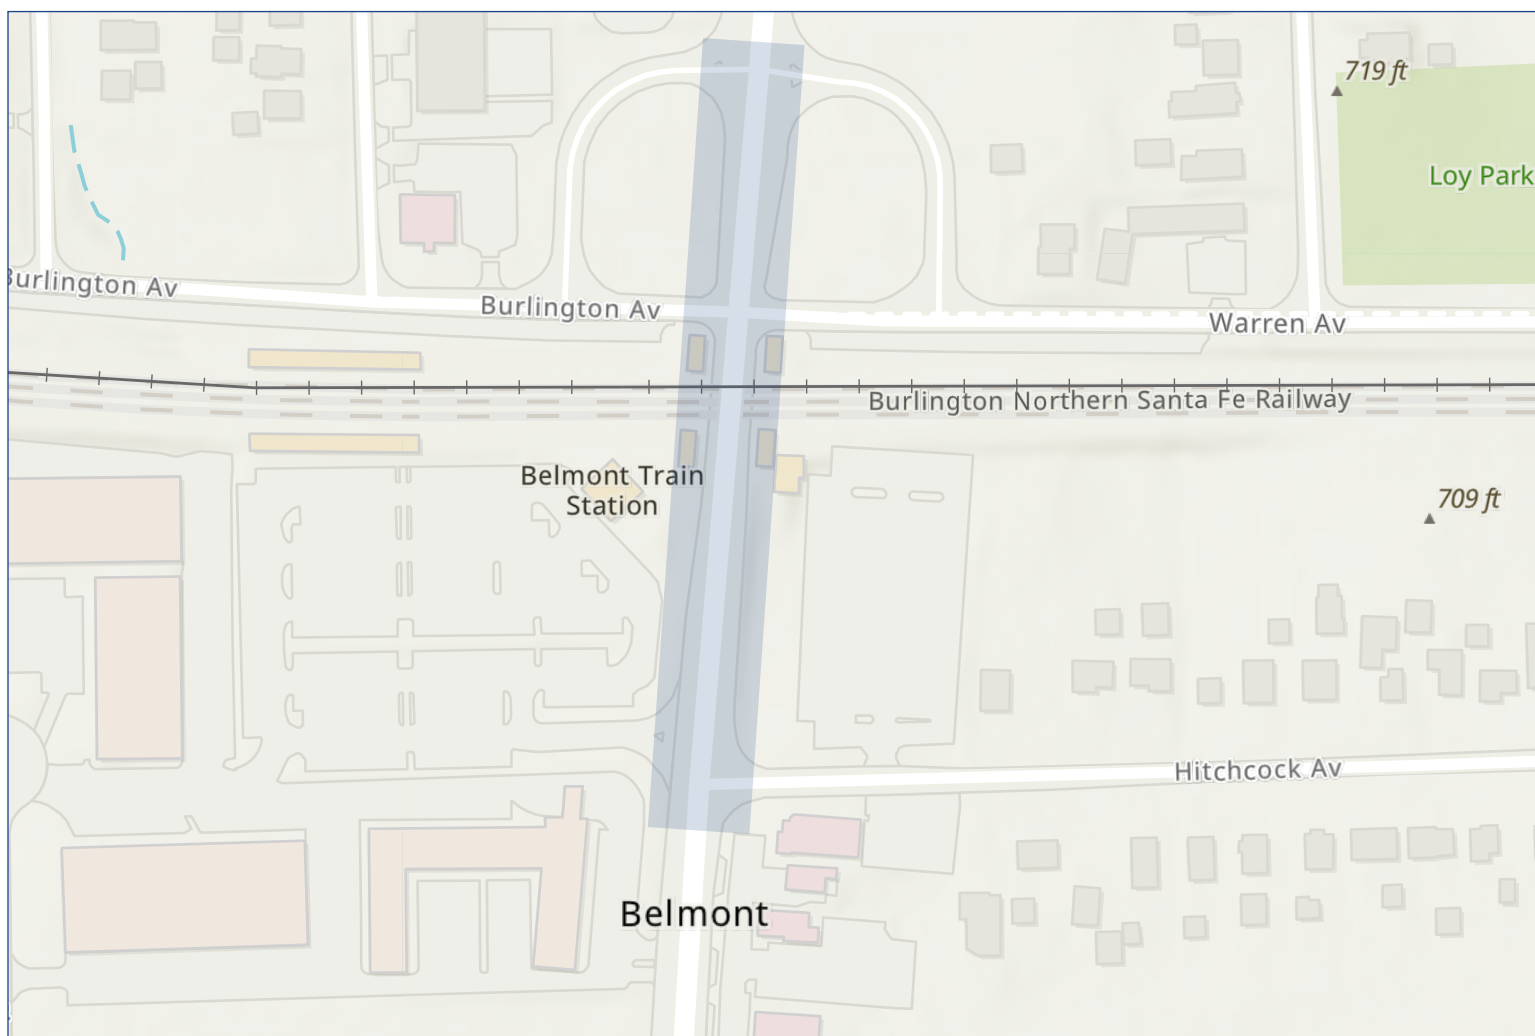 719 ft
Loy Park
Burlington Av
Burlington Av
Warren Av
Burlington Northern Santa Fe Railway
Belmont Train
Station
709 ft
Hitchcock Av
Belmont